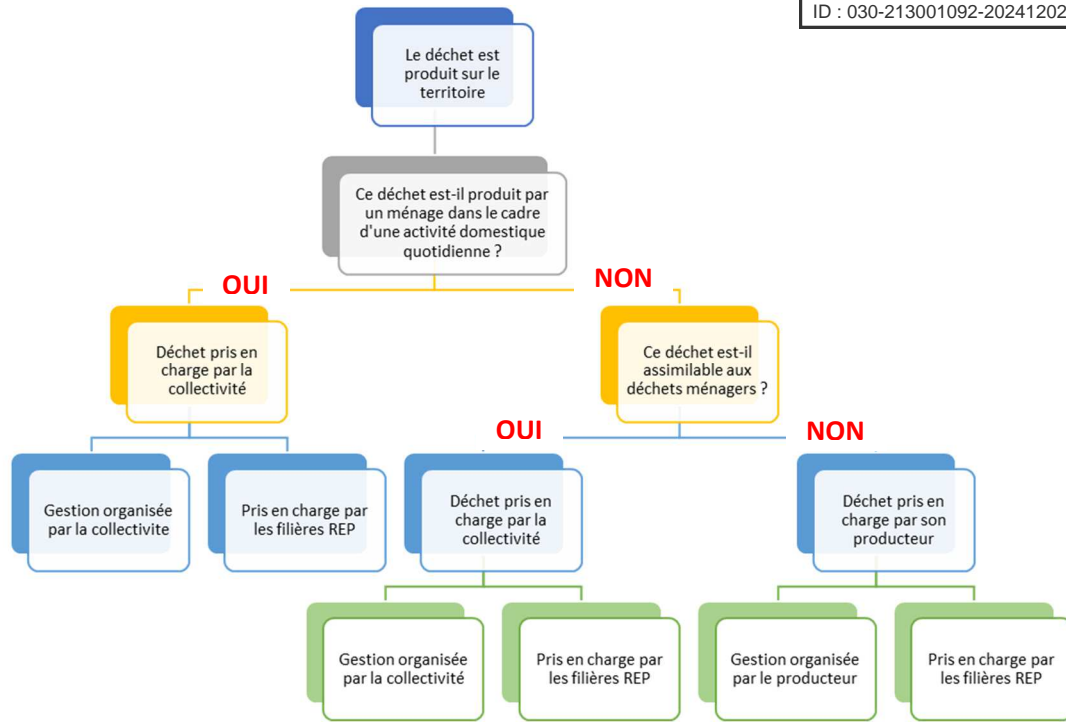 ID : 030-213001092-20241202
Le déchet est
produit sur le
territoire
Ce déchet est-il produit par
un ménage dans le cadre
d'une activité domestique
quotidienne ?
OUI
NON
Déchet pris en
charge par la
collectivité
Ce déchet est-il
assimilable aux
déchets ménagers ?
OUI
NON
Gestion organisée
par la collectivite
Pris en charge par
les filières REP
Déchet pris en
charge par la
collectivité
Déchet pris en
charge par son
producteur
Gestion organisée
par la collectivité
Pris en charge par
les filières REP
Gestion organisée
par le producteur
Pris en charge par
les filières REP